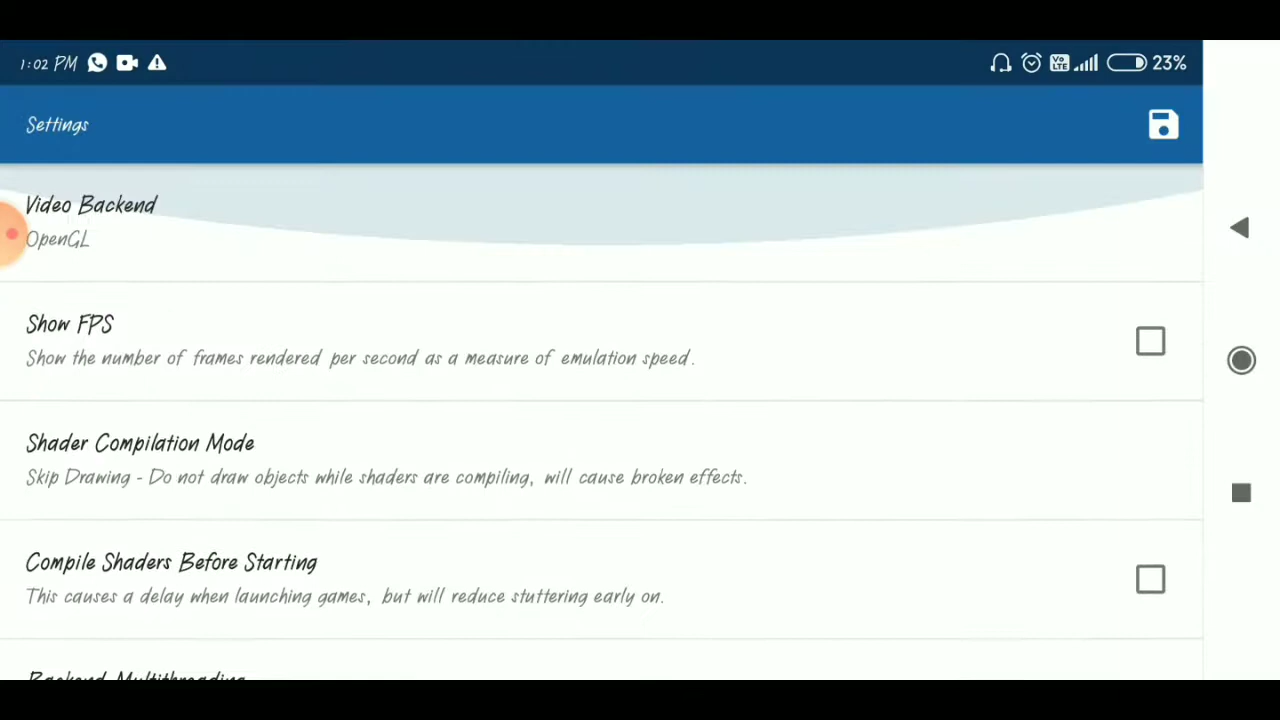 1:02 PM
23%
Settings
Video Backend
OpenGL
Show FPS
Show the number of frames rendered per second as a measure of emulation speed.
Shader Compilation Mode
Skip Drawing - Do not draw objects while shaders are compiling, will cause broken effects.
Compile Shaders Before Starting
This causes a delay when launching games, but will reduce stuttering early on.
Backend Multithreading